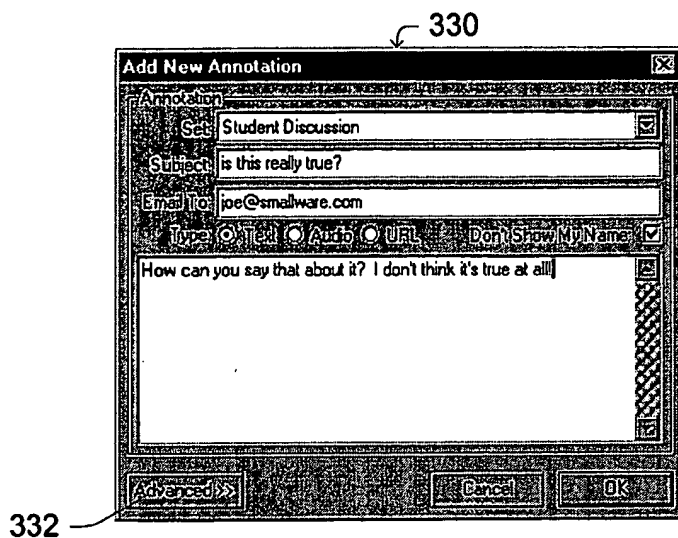 330
Add New Annotation
Annotation
Set: Student Discussion
Subject: is this really true?
Email To: joe@smallware.com
Type: Text Audio URL Don't Show My Name:
How can you say that about it? I don't think it's true at all!
Advanced >> Cancel OK
332